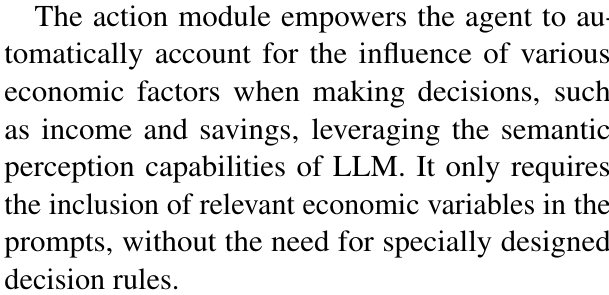 The action module empowers the agent to au-
tomatically account for the influence of various
economic factors when making decisions, such
as income and savings, leveraging the semantic
perception capabilities of LLM. It only requires
the inclusion of relevant economic variables in the
prompts, without the need for specially designed
decision rules.